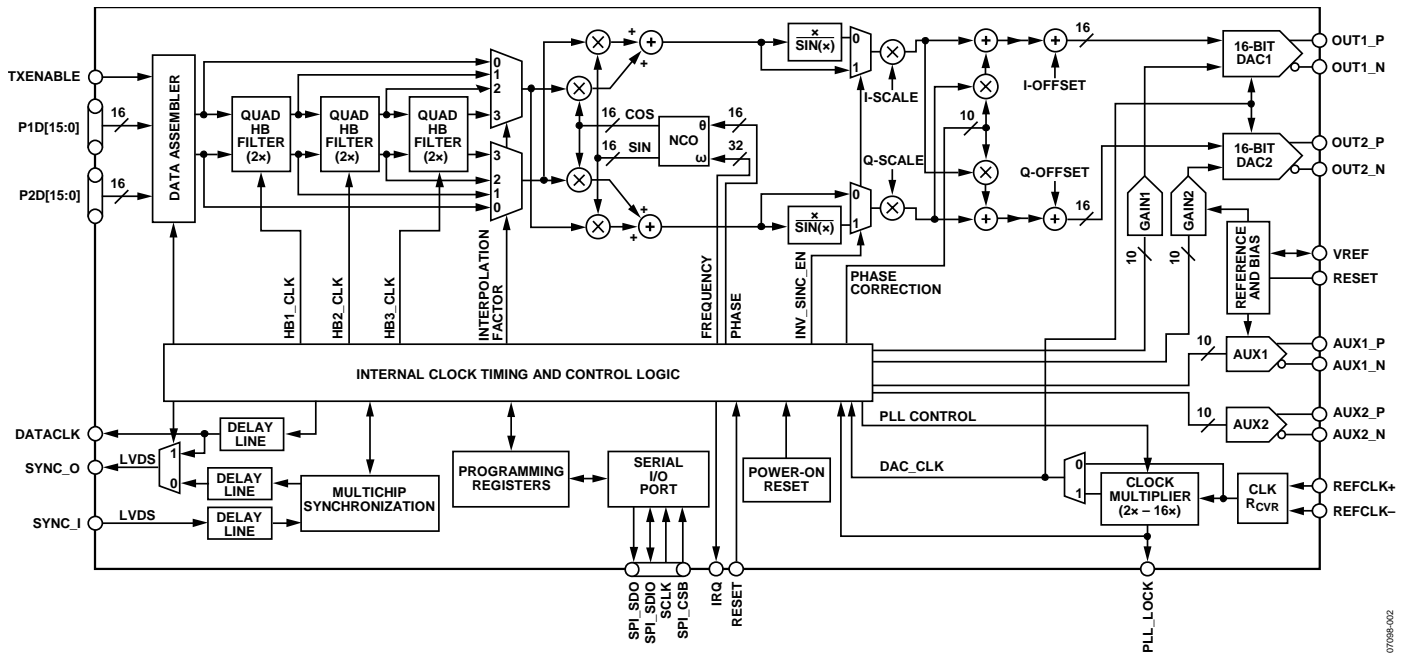 TXENABLE
P1D[15:0]
16
P2D[15:0]
16
DATA ASSEMBLER
QUAD
HB
FILTER
(2×)
QUAD
HB
FILTER
(2×)
QUAD
HB
FILTER
(2×)
0
1
2
3
3
2
1
0
×
×
×
×
+
+
+
+
+
+
16
COS
16
SIN
NCO
θ
ω
16
32
×
SIN(×)
×
SIN(×)
0
1
0
1
×
I-SCALE
Q-SCALE
×
10
+
×
×
+
+
I-OFFSET
Q-OFFSET
+
16
16
16-BIT
DAC1
16-BIT
DAC2
OUT1_P
OUT1_N
OUT2_P
OUT2_N
GAIN1
GAIN2
10
10
REFERENCE
AND BIAS
VREF
RESET
HB1_CLK
HB2_CLK
HB3_CLK
INTERPOLATION
FACTOR
FREQUENCY
PHASE
INV_SINC_EN
PHASE
CORRECTION
INTERNAL CLOCK TIMING AND CONTROL LOGIC
10
AUX1
AUX1_P
AUX1_N
10
AUX2
AUX2_P
AUX2_N
DATACLK
DELAY
LINE
SYNC_O
LVDS
1
0
DELAY
LINE
SYNC_I
LVDS
DELAY
LINE
MULTICHIP
SYNCHRONIZATION
PROGRAMMING
REGISTERS
SERIAL
I/O
PORT
POWER-ON
RESET
PLL CONTROL
DAC_CLK
0
1
CLOCK
MULTIPLIER
(2× – 16×)
CLK
RCVR
REFCLK+
REFCLK–
SPI_SDO
SPI_SDIO
SCLK
SPI_CSB
IRQ
RESET
PLL_LOCK
07098-002